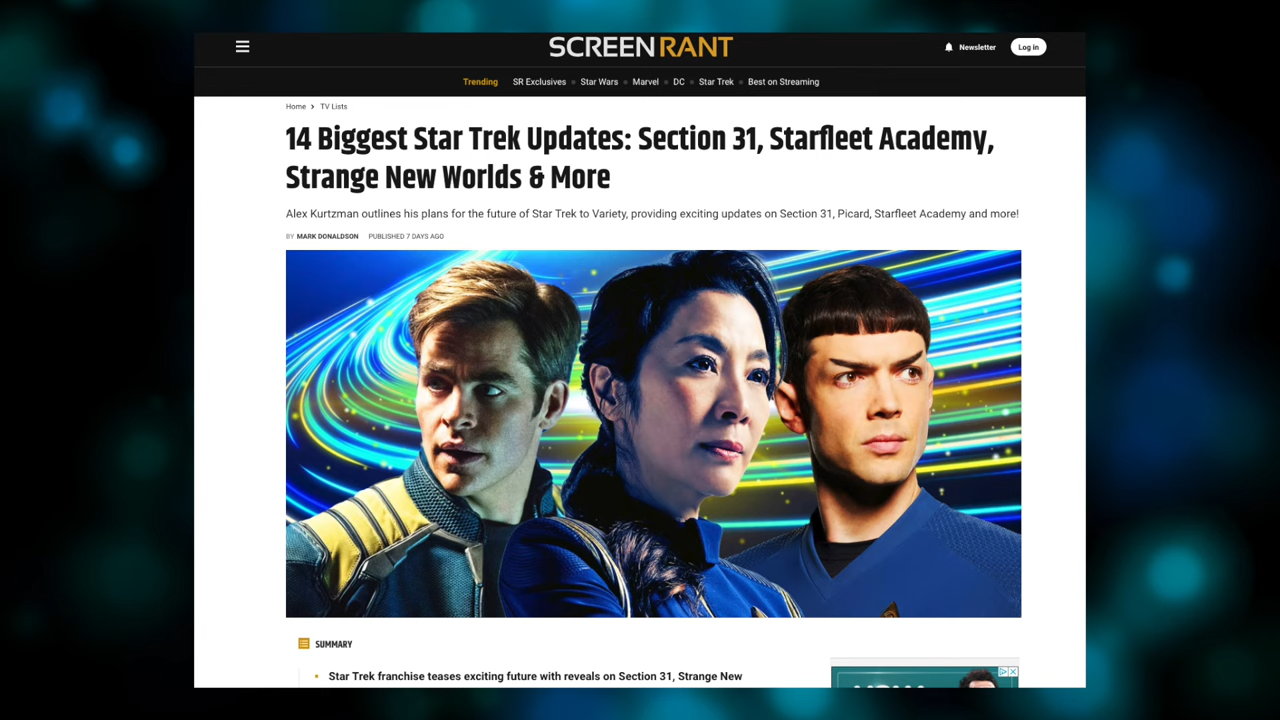 SCREENRANT
Newsletter
Log in
Trending SR Exclusives Star Wars Marvel DC Star Trek Best on Streaming
Home > TV Lists
14 Biggest Star Trek Updates: Section 31, Starfleet Academy,
Strange New Worlds & More
Alex Kurtzman outlines his plans for the future of Star Trek to Variety, providing exciting updates on Section 31, Picard, Starfleet Academy and more!
BY MARK DONALDSON PUBLISHED 7 DAYS AGO
SUMMARY
• Star Trek franchise teases exciting future with reveals on Section 31, Strange New